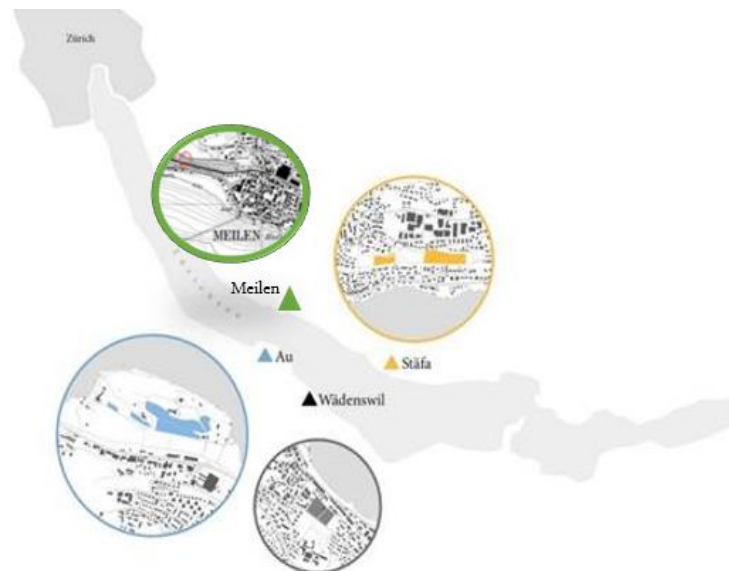 Zürich
MEILEN
Meilen
Au
Stäfa
Wädenswil